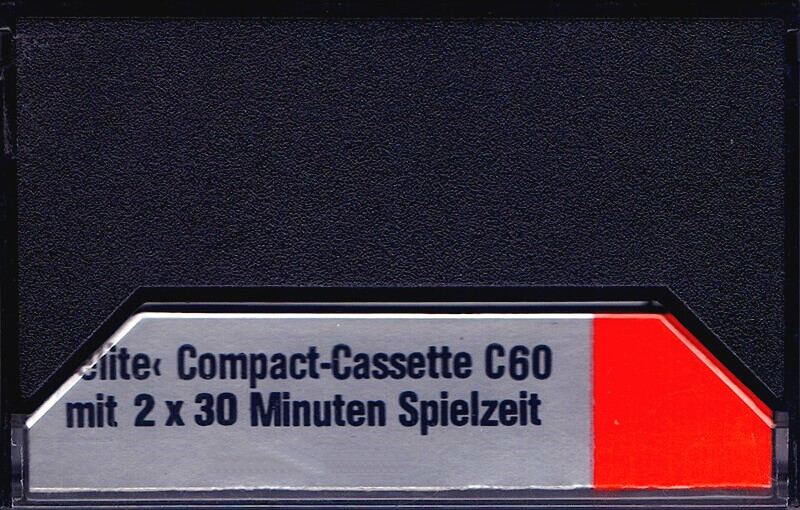 elite‹ Compact-Cassette C60
mit 2 x 30 Minuten Spielzeit